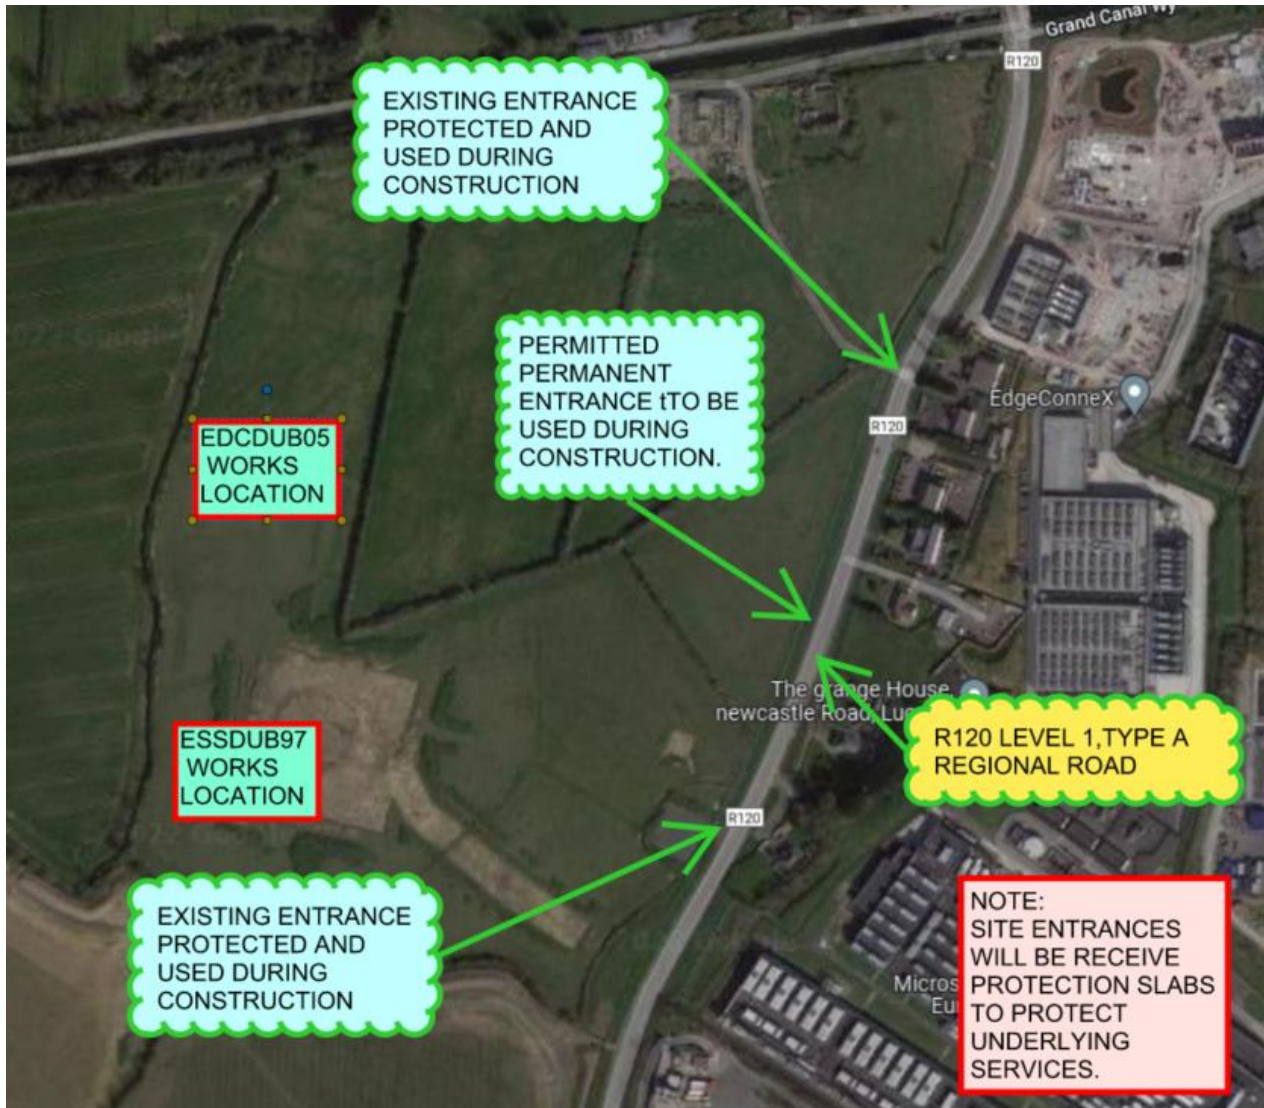 Grand Canal Wy
R120
EXISTING ENTRANCE
PROTECTED AND
USED DURING
CONSTRUCTION
PERMITTED
PERMANENT
ENTRANCE tTO BE
USED DURING
CONSTRUCTION.
EdgeConneX
R120
EDCDUB05
WORKS
LOCATION
The grange House,
newcastle Road, Luc
ESSDUB97
WORKS
LOCATION
R120 LEVEL 1,TYPE A
REGIONAL ROAD
R120
EXISTING ENTRANCE
PROTECTED AND
USED DURING
CONSTRUCTION
NOTE:
SITE ENTRANCES
WILL BE RECEIVE
PROTECTION SLABS
TO PROTECT
UNDERLYING
SERVICES.
Micros
Eu